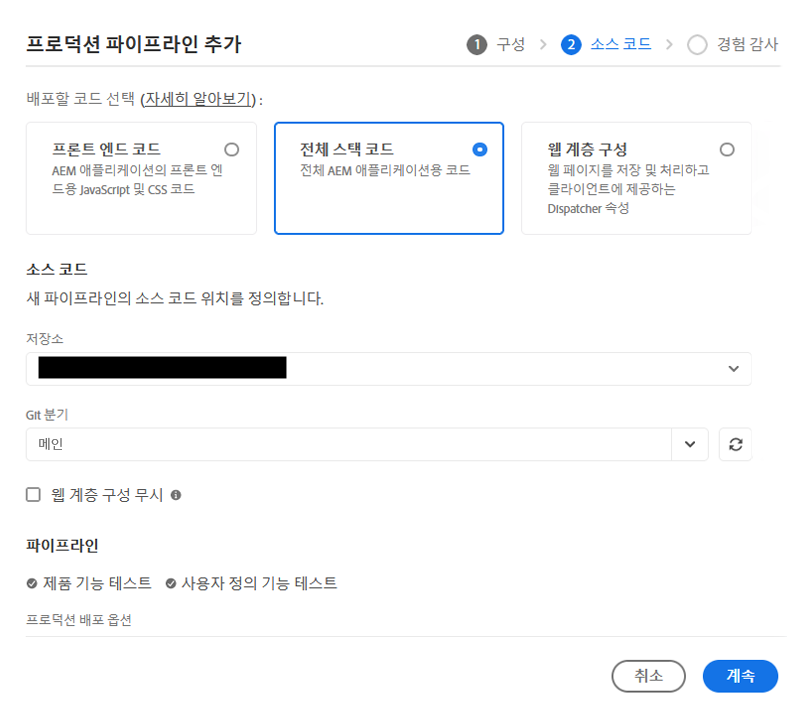 프로덕션 파이프라인 추가
1 구성 > 2 소스 코드 > 경험 감사
배포할 코드 선택 (자세히 알아보기) :
프론트 엔드 코드
AEM 애플리케이션의 프론트 엔
드용 JavaScript 및 CSS 코드
전체 스택 코드
전체 AEM 애플리케이션용 코드
웹 계층 구성
웹 페이지를 저장 및 처리하고
클라이언트에 제공하는
Dispatcher 속성
소스 코드
새 파이프라인의 소스 코드 위치를 정의합니다.
저장소
Git 분기
메인
웹 계층 구성 무시
파이프라인
제품 기능 테스트 사용자 정의 기능 테스트
프로덕션 배포 옵션
취소 계속